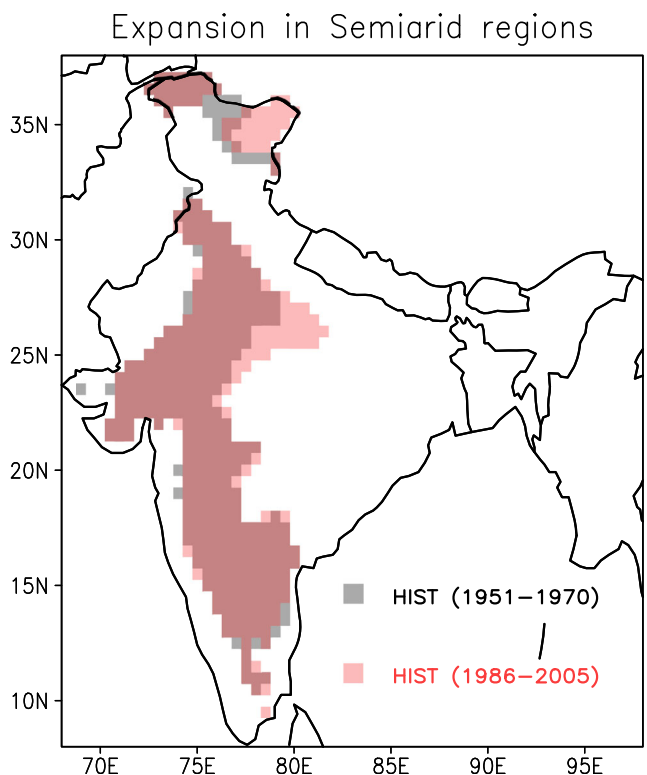 Expansion in Semiarid regions
35N
30N
25N
20N
15N
10N
HIST (1951−1970)
HIST (1986−2005)
70E 75E 80E 85E 90E 95E